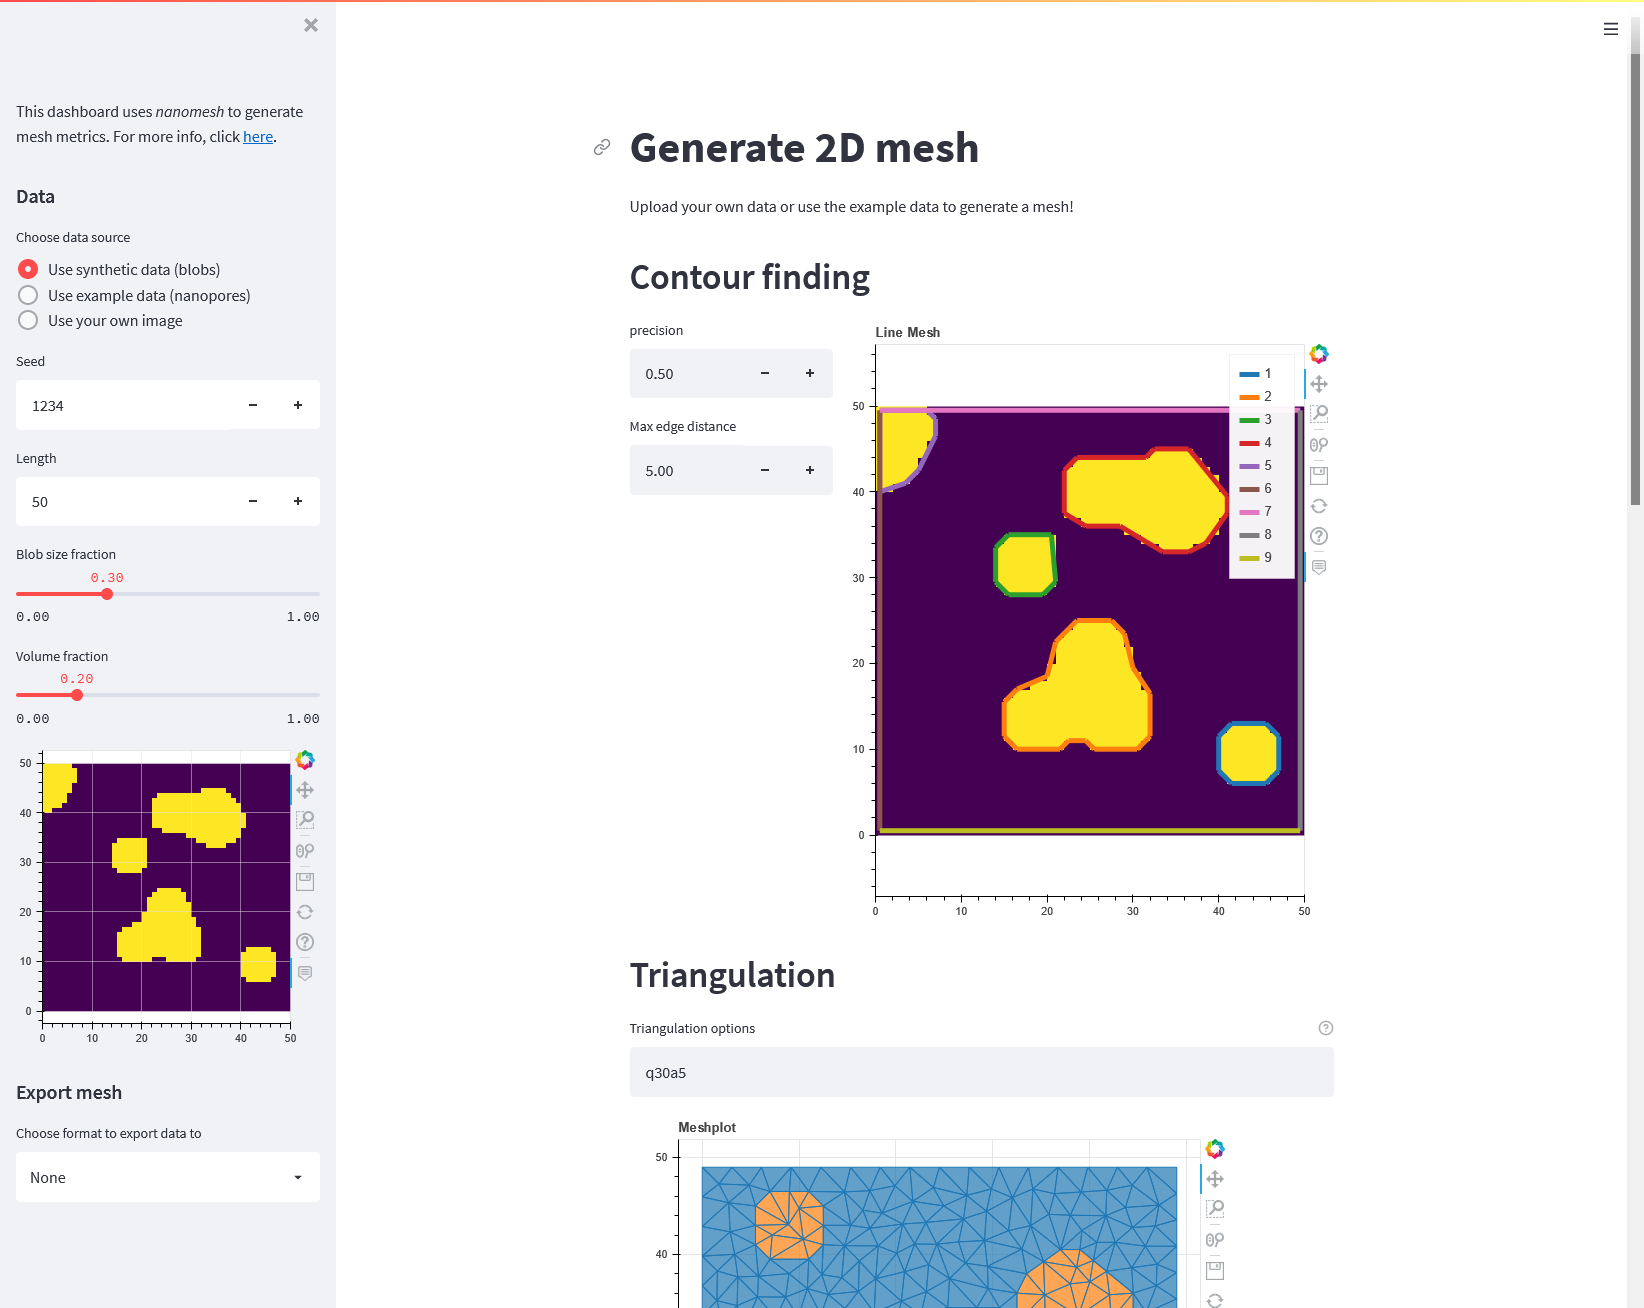 This dashboard uses nanomesh to generate
mesh metrics. For more info, click here.
Data
Choose data source
Use synthetic data (blobs)
Use example data (nanopores)
Use your own image
Seed
1234
Length
50
Blob size fraction
0.30
0.00 1.00
Volume fraction
0.20
0.00 1.00
50
40
30
20
10
0
0 10 20 30 40 50
Export mesh
Choose format to export data to
None
Generate 2D mesh
Upload your own data or use the example data to generate a mesh!
Contour finding
precision
0.50
Max edge distance
5.00
Line Mesh
1
2
3
4
5
6
7
8
9
50
40
30
20
10
0
0 10 20 30 40 50
Triangulation
Triangulation options
q30a5
Meshplot
50
40